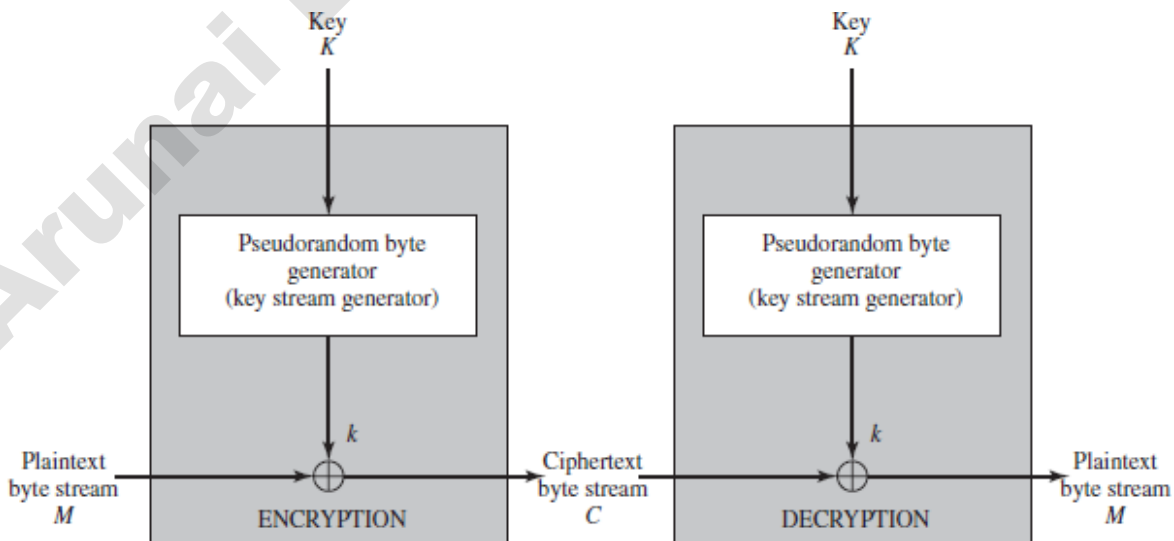 Arunai
Key
K
Key
K
Pseudorandom byte
generator
(key stream generator)
Pseudorandom byte
generator
(key stream generator)
k
k
Plaintext
byte stream
M
Ciphertext
byte stream
C
Plaintext
byte stream
M
ENCRYPTION
DECRYPTION